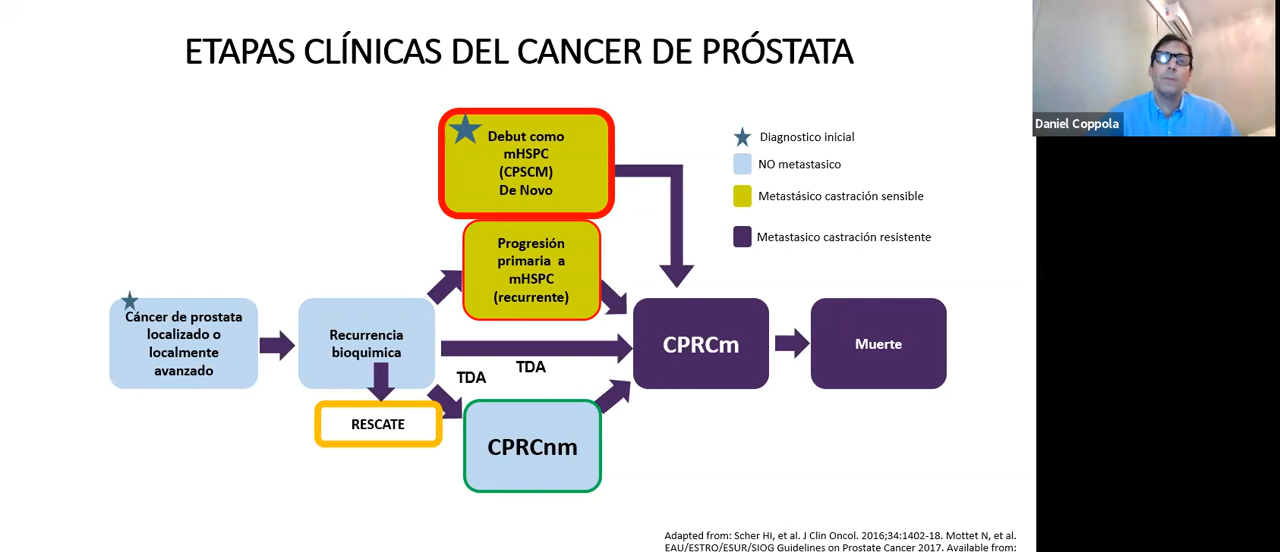 ETAPAS CLÍNICAS DEL CANCER DE PRÓSTATA
Daniel Coppola
Debut como
mHSPC
(CPSCM)
De Novo
Diagnostico inicial
NO metastasico
Metastásico castración sensible
Metastasico castración resistente
Progresión
primaria a
mHSPC
(recurrente)
Cáncer de prostata
localizado o
localmente
avanzado
Recurrencia
bioquimica
CPRCm
Muerte
TDA
TDA
RESCATE
CPRCnm
Adapted from: Scher HI, et al. J Clin Oncol. 2016;34:1402-18. Mottet N, et al.
EAU/ESTRO/ESUR/SIOG Guidelines on Prostate Cancer 2017. Available from: